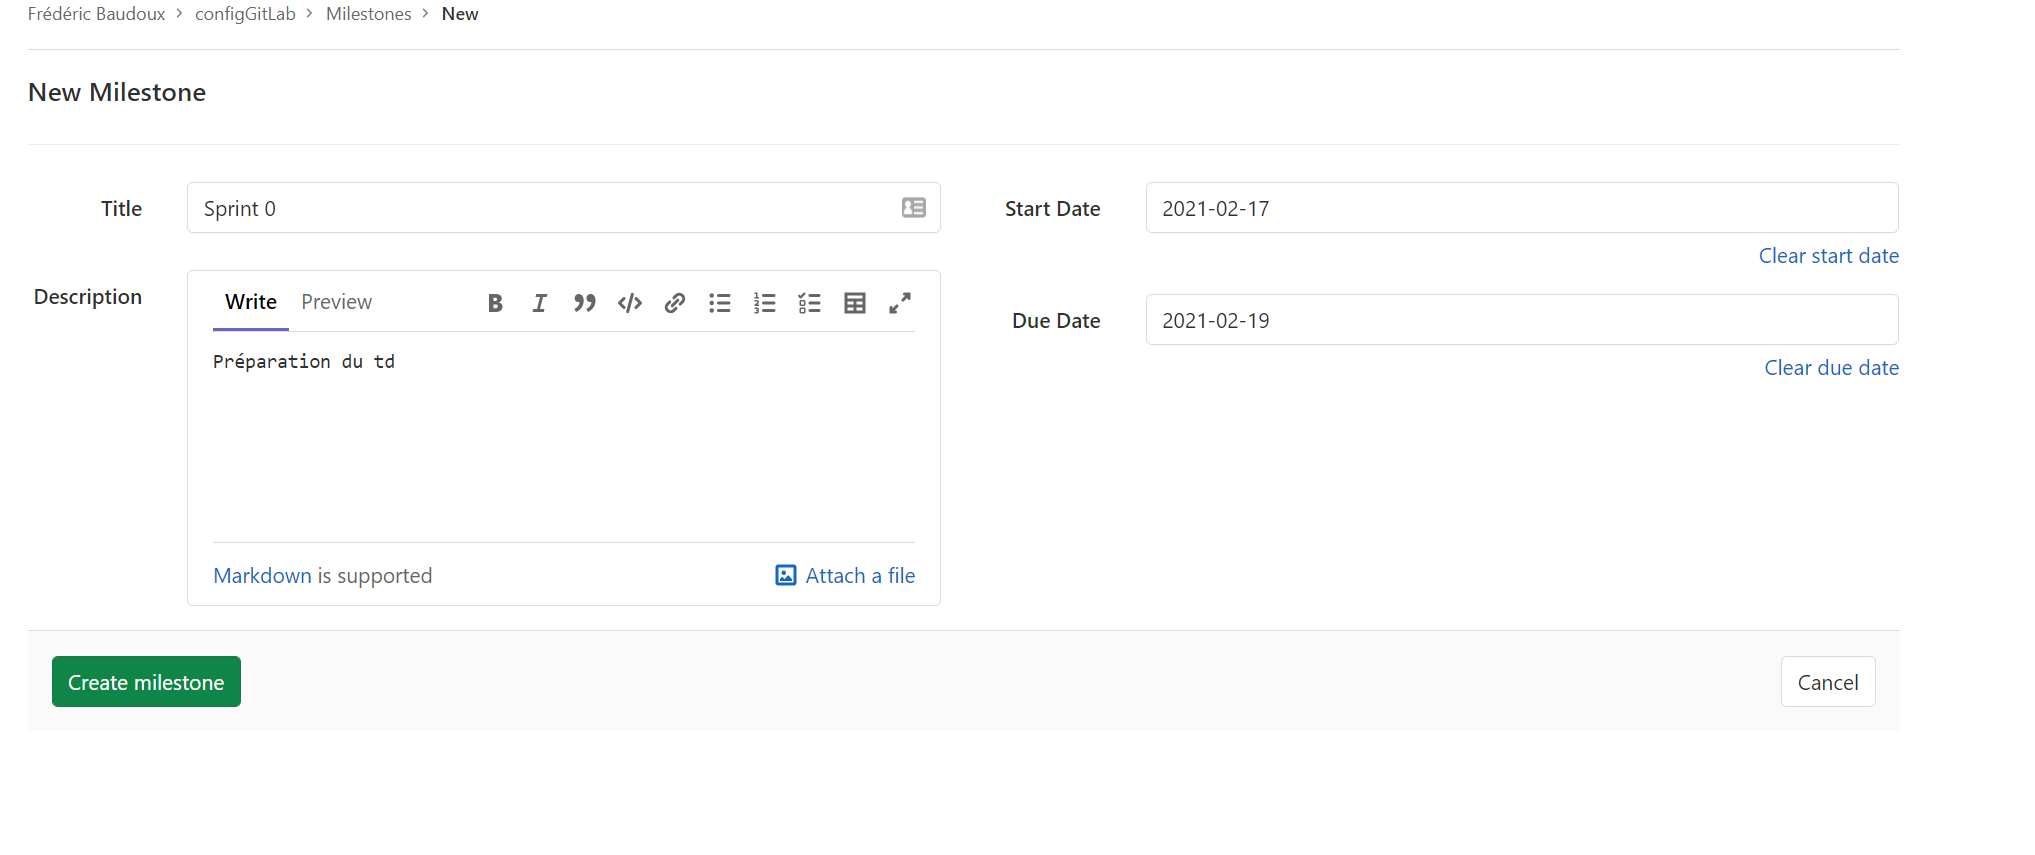 Frédéric Baudoux > configGitLab > Milestones > New
New Milestone
Title
Sprint 0
Start Date
2021-02-17
Clear start date
Description
Write Preview
Due Date
2021-02-19
Clear due date
Préparation du td
Markdown is supported
Attach a file
Create milestone
Cancel